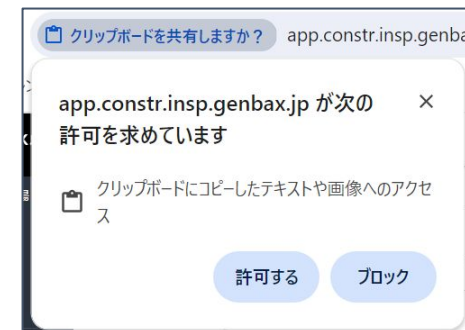 クリップボードを共有しますか？ app.constr.insp.genba
app.constr.insp.genbax.jp が次の
許可を求めています
クリップボードにコピーしたテキストや画像へのアクセ
ス
許可する ブロック